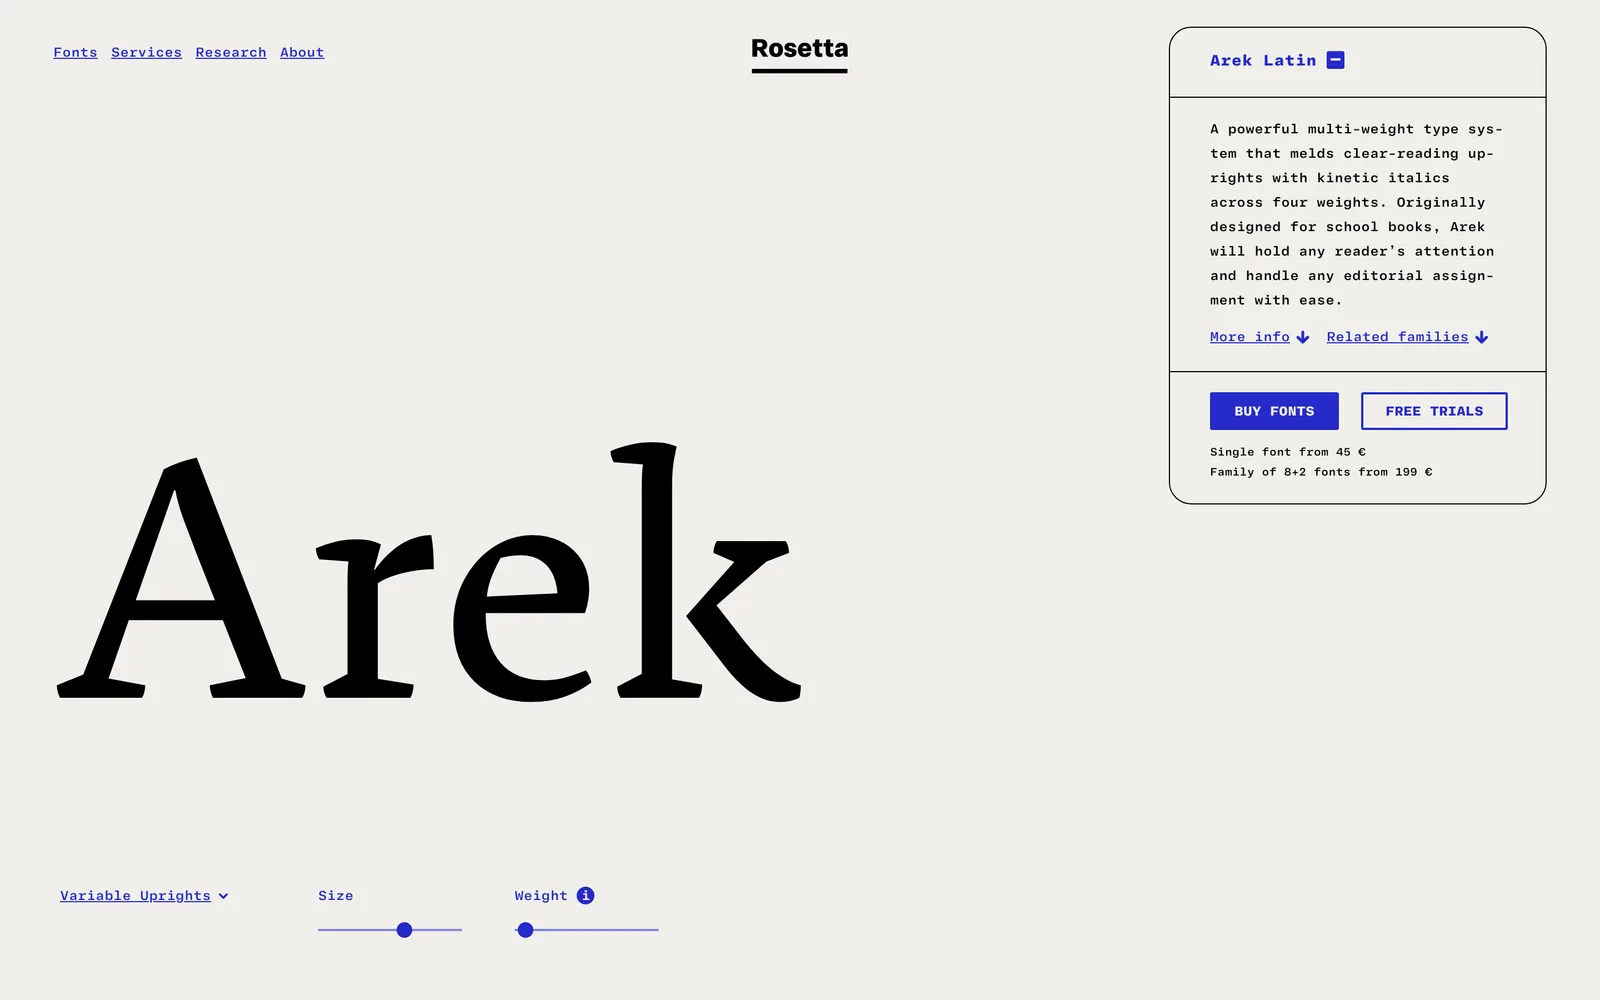 Fonts Services Research About
Rosetta
Arek Latin
A powerful multi-weight type sys-
tem that melds clear-reading up-
rights with kinetic italics
across four weights. Originally
designed for school books, Arek
will hold any reader’s attention
and handle any editorial assign-
ment with ease.
More info Related families
BUY FONTS FREE TRIALS
Single font from 45 €
Family of 8+2 fonts from 199 €
Arek
Variable Uprights Size Weight i